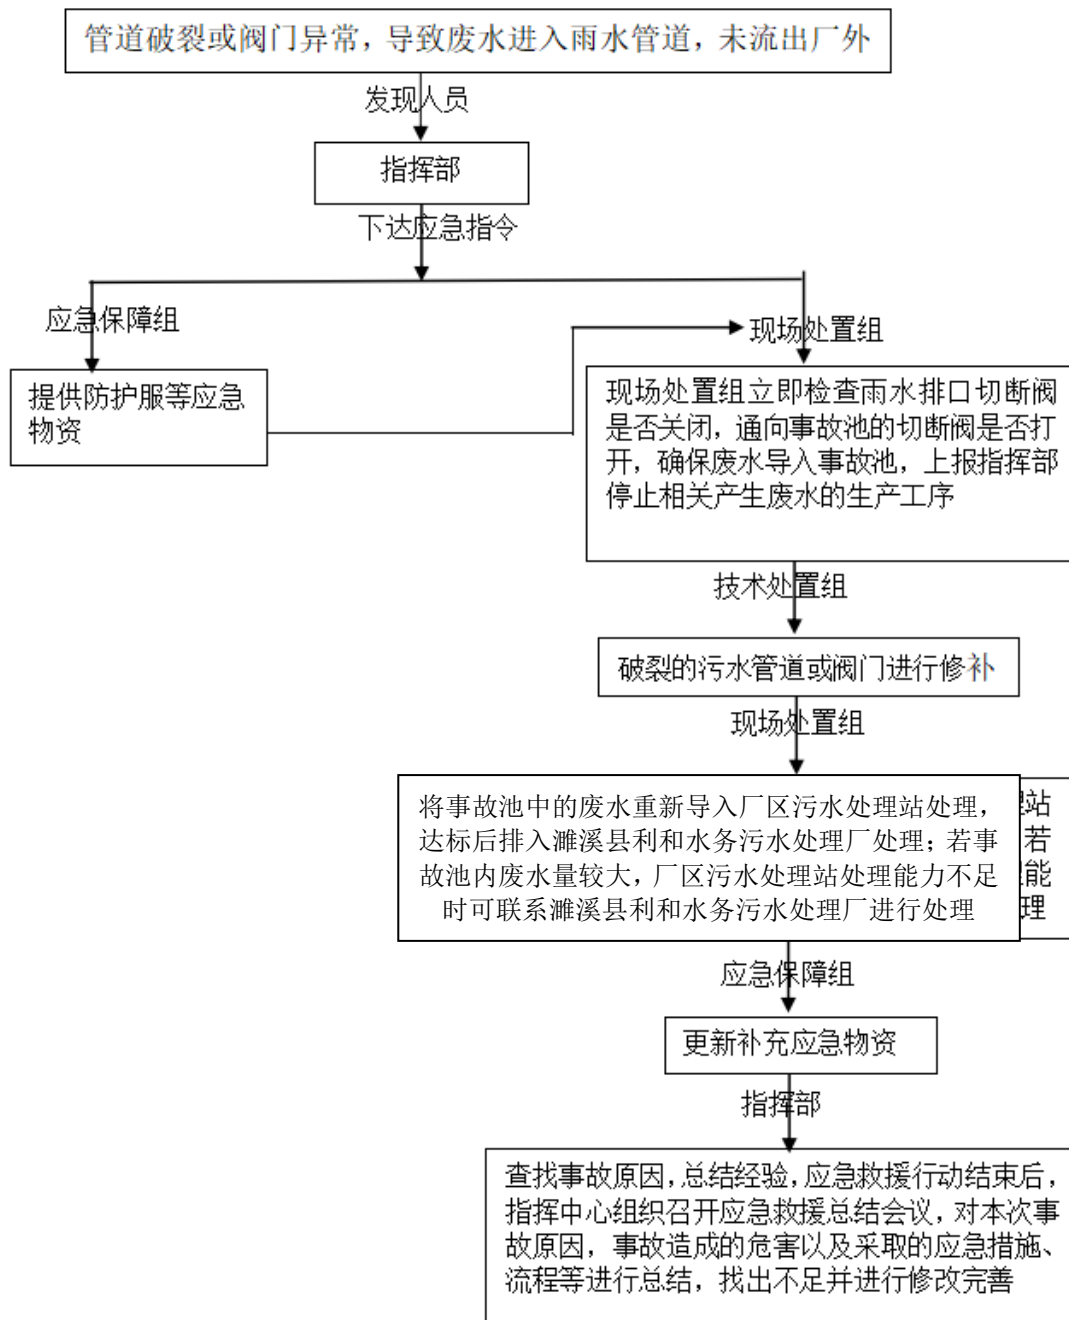 管道破裂或阀门异常，导致废水进入雨水管道，未流出厂外
发现人员
指挥部
下达应急指令
应急保障组
现场处置组
提供防护服等应急
物资
现场处置组立即检查雨水排口切断阀
是否关闭，通向事故池的切断阀是否打
开，确保废水导入事故池，上报指挥部
停止相关产生废水的生产工序
技术处置组
破裂的污水管道或阀门进行修补
现场处置组
将事故池中的废水重新导入厂区污水处理站处理，
达标后排入濉溪县利和水务污水处理厂处理；若事
故池内废水量较大，厂区污水处理站处理能力不足
时可联系濉溪县利和水务污水处理厂进行处理
站
若
能
理
应急保障组
更新补充应急物资
指挥部
查找事故原因，总结经验，应急救援行动结束后，
指挥中心组织召开应急救援总结会议，对本次事
故原因，事故造成的危害以及采取的应急措施、
流程等进行总结，找出不足并进行修改完善